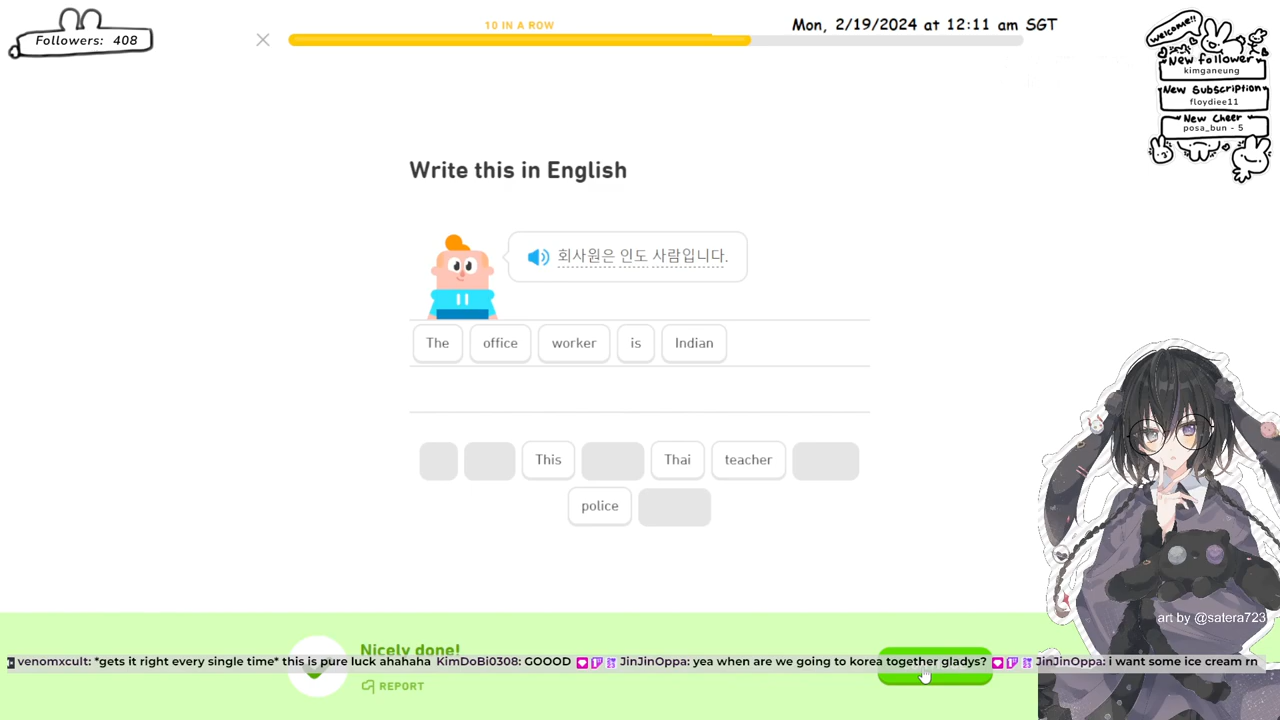 Followers: 408
10 IN A ROW
Mon, 2/19/2024 at 12:11 am SGT
welcome!!
New follower
kimganeung
New Subscription
floydiee11
New Cheer
posa_bun - 5
Write this in English
회사원은 인도 사람입니다.
The office worker is Indian
This Thai teacher
police
Nicely done!
venomxcult: *gets it right every single time* this is pure luck ahahaha KimDoBi0308: GOOOD JinJinOppa: yea when are we going to korea together gladys? JinJinOppa: i want some ice cream rn
REPORT
art by @satera723